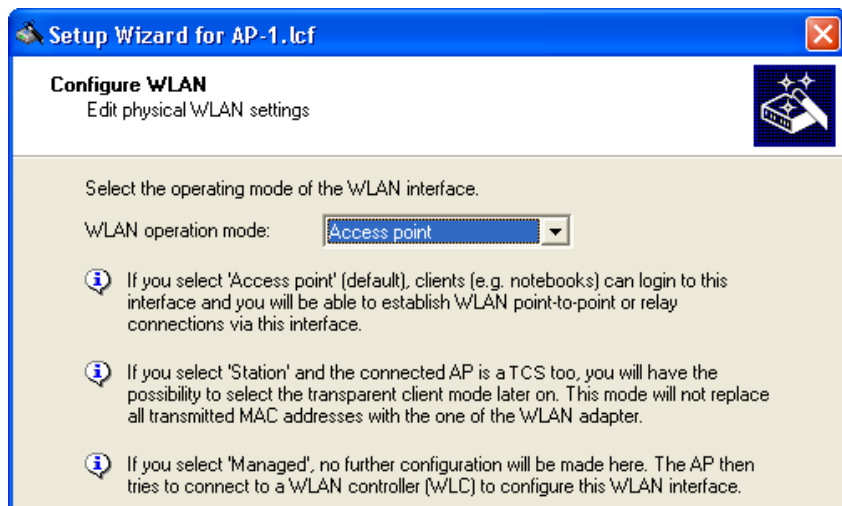 Setup Wizard for AP-1.lcf
Configure WLAN
Edit physical WLAN settings
Select the operating mode of the WLAN interface.
WLAN operation mode: Access point
If you select 'Access point' (default), clients (e.g. notebooks) can login to this
interface and you will be able to establish WLAN point-to-point or relay
connections via this interface.
If you select 'Station' and the connected AP is a TCS too, you will have the
possibility to select the transparent client mode later on. This mode will not replace
all transmitted MAC addresses with the one of the WLAN adapter.
If you select 'Managed', no further configuration will be made here. The AP then
tries to connect to a WLAN controller (WLC) to configure this WLAN interface.